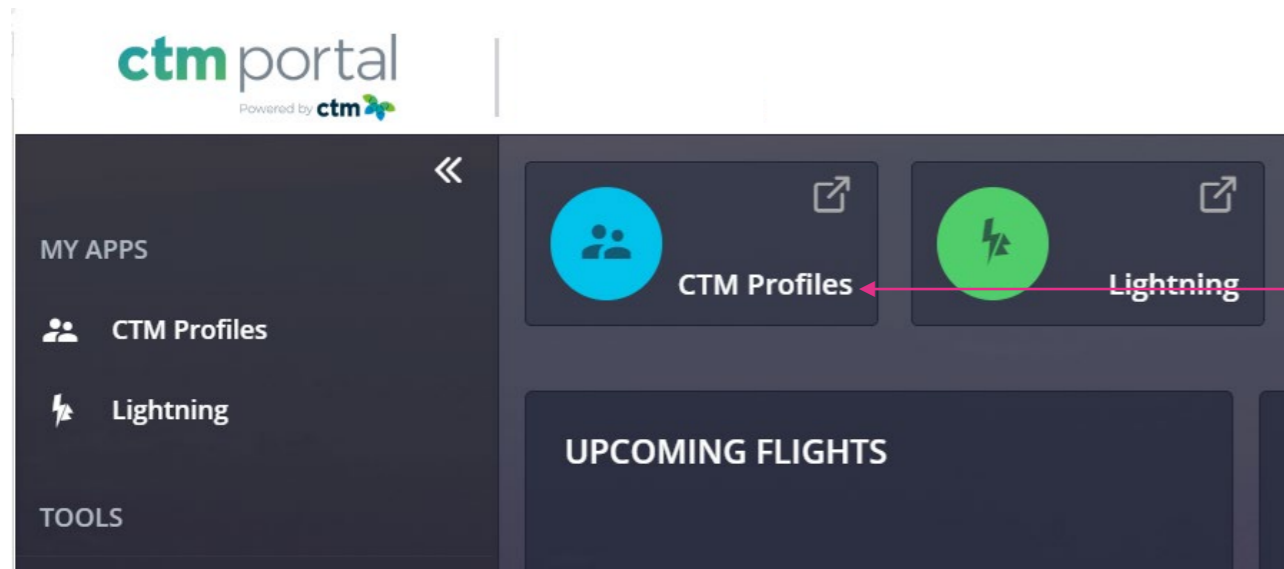 ctm portal
Powered by ctm
MY APPS
CTM Profiles
Lightning
TOOLS
CTM Profiles
Lightning
UPCOMING FLIGHTS